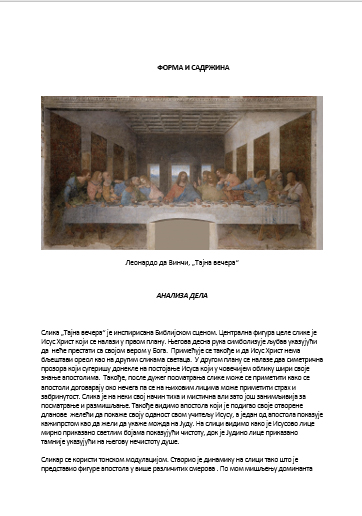 ФОРМА И САДРЖИНА
Леонардо да Винчи, „Тајна вечера“
АНАЛИЗА ДЕЛА
Слика „Тајна вечера“ је инспирисана Библијском сценом. Централна фигура целе слике је
Исус Христ који се налази у првом плану. Његова десна рука симболизује љубав указујући
да неће престати са својом вером у Бога. Примећује се такође и да Исус Христ нема
бљештави ореол као на другим сликама светаца. У другом плану се налазе два симетрична
прозора који сугеришу донекле на постојање Исуса који у човечијем облику шири своје
знање апостолима. Такође, после дужег посматрања слике може се приметити како се
апостоли договарају око нечега па се на њиховим лицима може приметити страх и
забринутост. Слика је на неки свој начин тиха и мистична али зато још занимљивија за
посматрање и размишљање. Такође видимо апостола који је подигао своје отворене
дланове желећи да покаже своју оданост свом учитељу Исусу, а један од апостола показује
кажипрстом као да жели да укаже можда на Јуду. На слици видимо како је Исусово лице
мирно приказано светлим бојама показујући чистоту, док је Јудино лице приказано
тамније указујући на његову нечистоту душе.
Сликар се користи тонском модулацијом. Створио је динамику на слици тако што је
представио фигуре апостола у више различитих смерова . По мом мишљењу доминанта